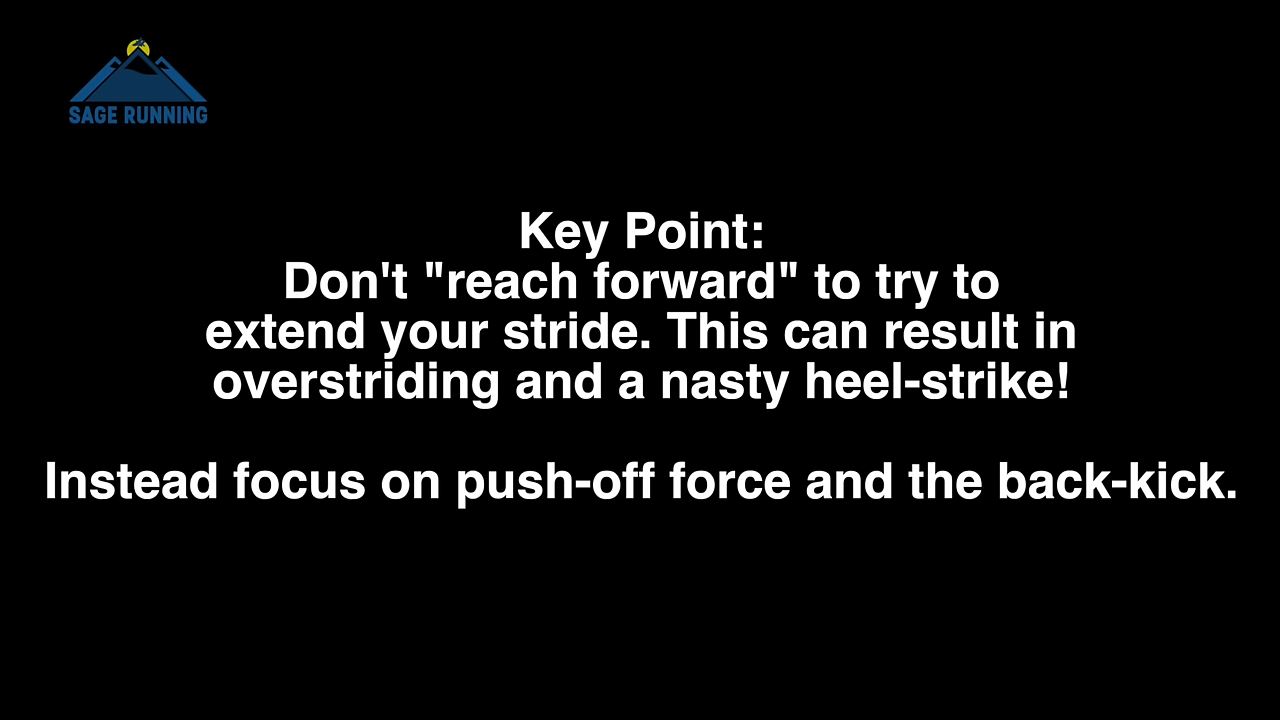 SAGE RUNNING
Key Point:
Don't "reach forward" to try to
extend your stride. This can result in
overstriding and a nasty heel-strike!
Instead focus on push-off force and the back-kick.